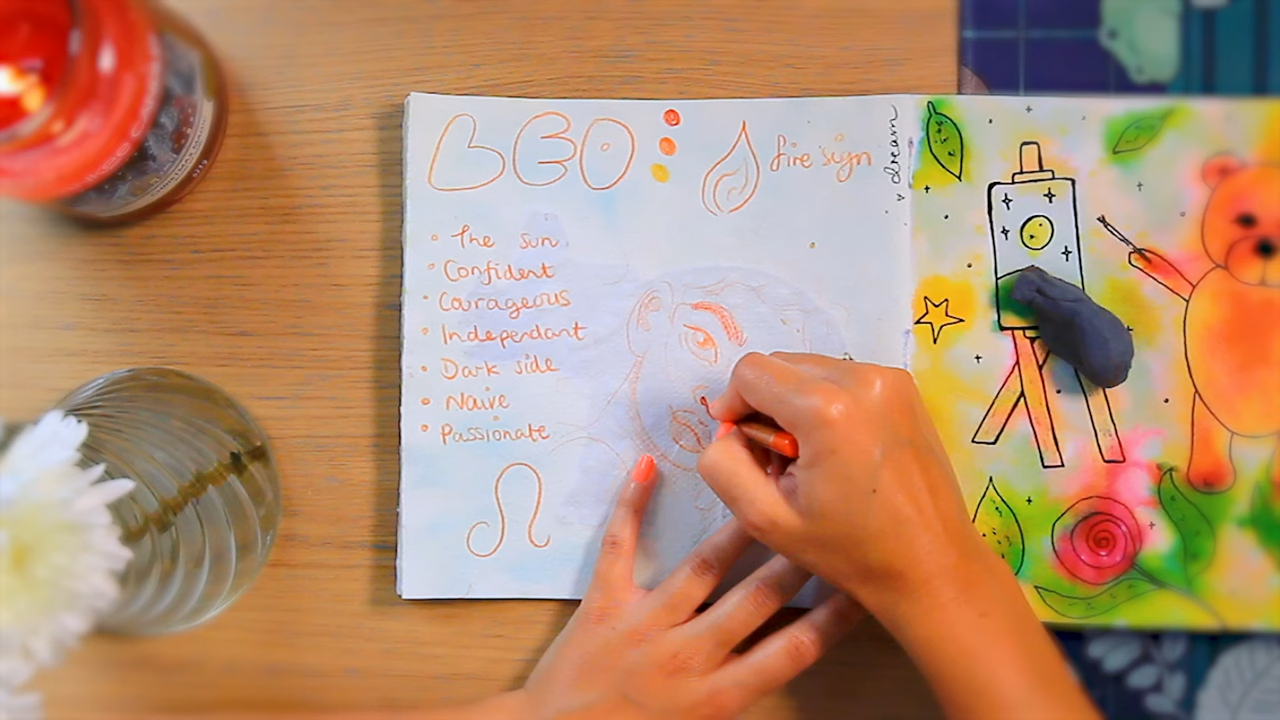 LEO
fire sign
dream
The sun
Confident
Courageous
Independant
Dark side
Naive
Passionate